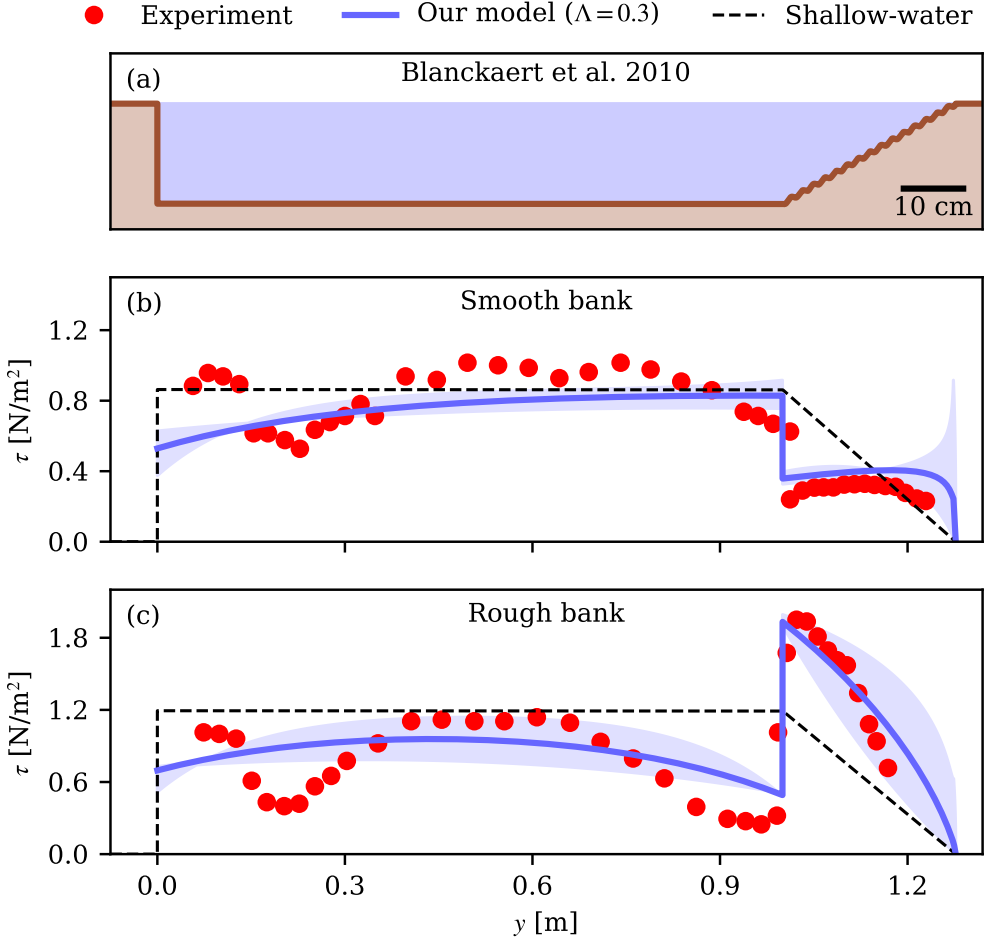 Experiment Our model (Λ=0.3) Shallow-water
(a) Blanckaert et al. 2010
10 cm
(b) Smooth bank
1.2
0.8
0.4
0.0
τ [N/m²]
(c) Rough bank
1.8
1.2
0.6
0.0
τ [N/m²]
0.0 0.3 0.6 0.9 1.2
y [m]